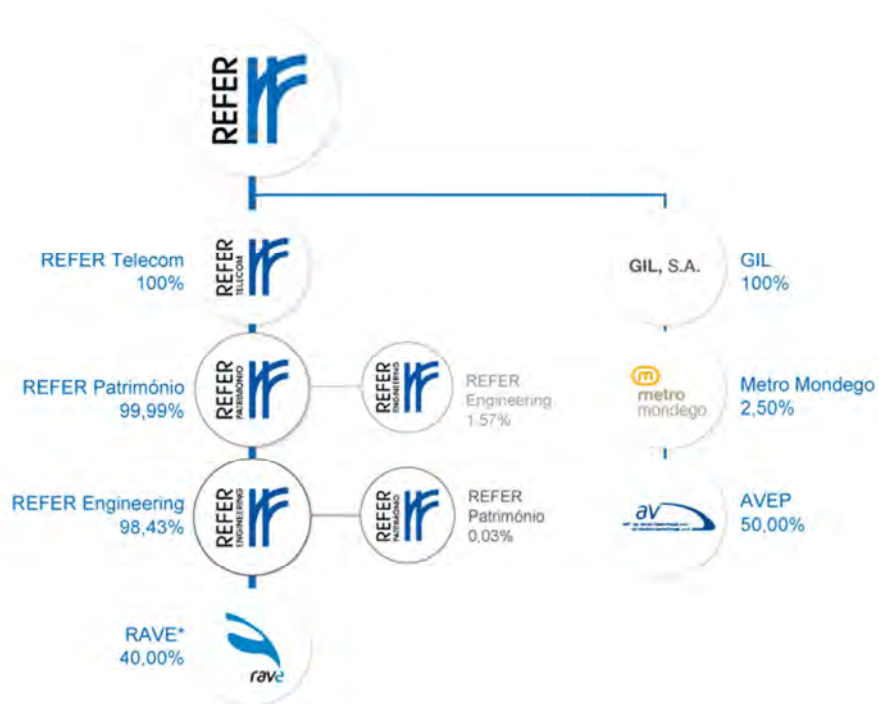 REFER
REFER Telecom
100%
REFER
TELECOM
GIL, S.A.
GIL
100%
REFER Património
99,99%
REFER
PATRIMÓNIO
REFER
ENGINEERING
REFER
Engineering
1.57%
metro
mondego
Metro Mondego
2,50%
REFER Engineering
98,43%
REFER
ENGINEERING
REFER
PATRIMÓNIO
REFER
Património
0,03%
av
AVEP
50,00%
RAVE*
40,00%
rave